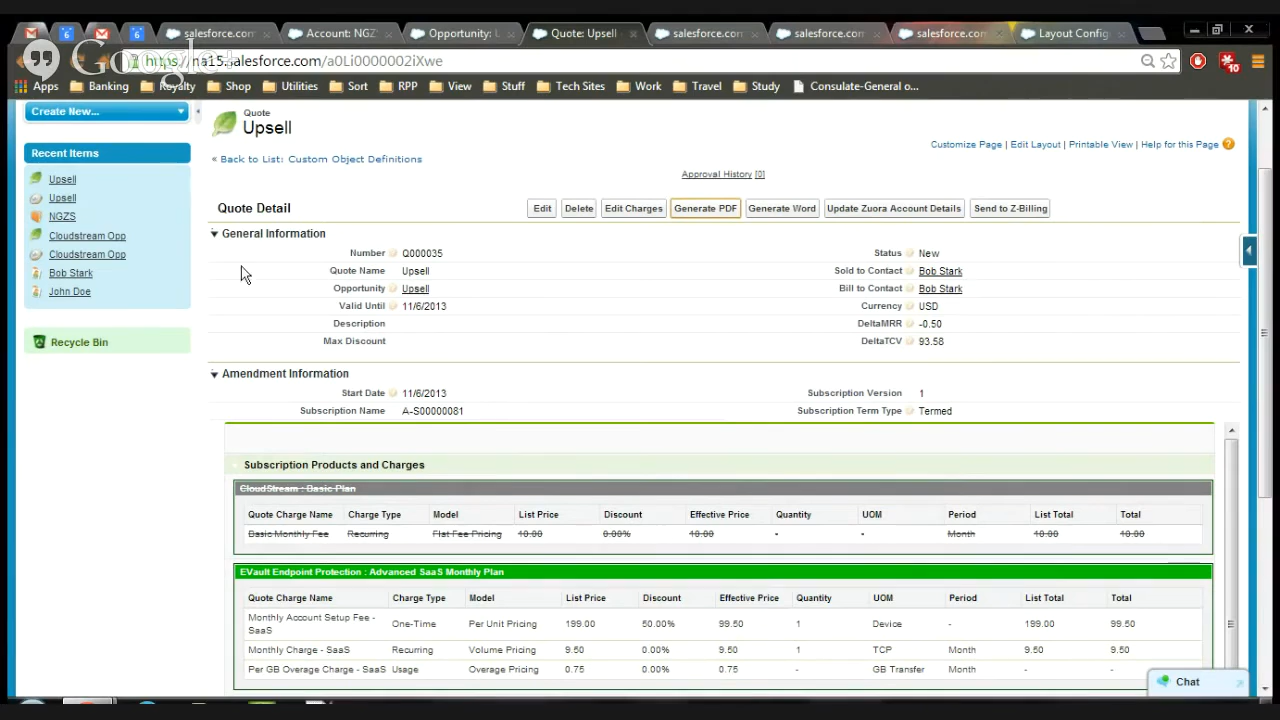 6
6
salesforce.com
Account: NGZ
Opportunity: U
Quote: Upsell
salesforce.com
salesforce.com
salesforce.com
Layout Config
Google+
https://na15.salesforce.com/a0Li0000002iXwe
10
Apps
Banking
Royalty
Shop
Utilities
Sort
RPP
View
Stuff
Tech Sites
Work
Travel
Study
Consulate-General o...
Create New...
Recent Items
Upsell
Upsell
NGZS
Cloudstream Opp
Cloudstream Opp
Bob Stark
John Doe
Recycle Bin
Quote
Upsell
« Back to List: Custom Object Definitions
Customize Page | Edit Layout | Printable View | Help for this Page ?
Approval History [0]
Quote Detail
Edit
Delete
Edit Charges
Generate PDF
Generate Word
Update Zuora Account Details
Send to Z-Billing
General Information
Number Q000035 Status New
Quote Name Upsell Sold to Contact Bob Stark
Opportunity Upsell Bill to Contact Bob Stark
Valid Until 11/6/2013 Currency USD
Description DeltaMRR -0.50
Max Discount DeltaTCV 93.58
Amendment Information
Start Date 11/6/2013 Subscription Version 1
Subscription Name A-S00000081 Subscription Term Type Termed
Subscription Products and Charges
CloudStream : Basic Plan
Quote Charge Name Charge Type Model List Price Discount Effective Price Quantity UOM Period List Total Total
Basic Monthly Fee Recurring Flat Fee Pricing 10.00 0.00% 10.00 - - Month 10.00 10.00
EVault Endpoint Protection : Advanced SaaS Monthly Plan
Quote Charge Name Charge Type Model List Price Discount Effective Price Quantity UOM Period List Total Total
Monthly Account Setup Fee - SaaS One-Time Per Unit Pricing 199.00 50.00% 99.50 1 Device - 199.00 99.50
Monthly Charge - SaaS Recurring Volume Pricing 9.50 0.00% 9.50 1 TCP Month 9.50 9.50
Per GB Overage Charge - SaaS Usage Overage Pricing 0.75 0.00% 0.75 - GB Transfer Month - -
Chat